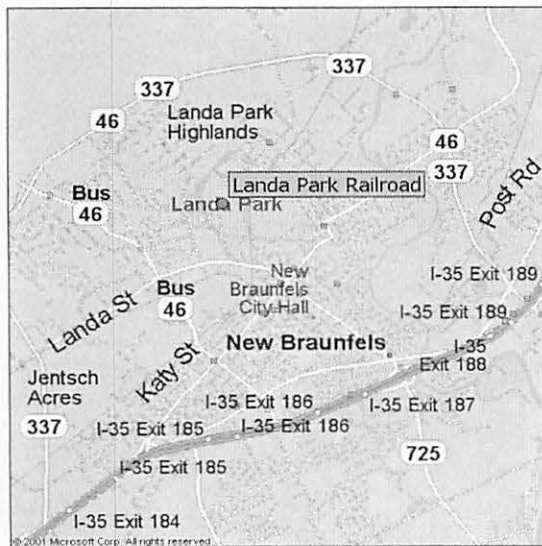 337
337
46
Landa Park
Highlands
46
337
Post Rd
Landa Park Railroad
Bus
46
Landa Park
I-35 Exit 189
New
Braunfels
City Hall
Bus
46
I-35 Exit 189
Landa St
New Braunfels
I-35
Exit 188
Katy St
Jentsch
Acres
I-35 Exit 186
I-35 Exit 187
337
I-35 Exit 185
I-35 Exit 186
725
I-35 Exit 185
I-35 Exit 184
© 2001 Microsoft Corp. All rights reserved.